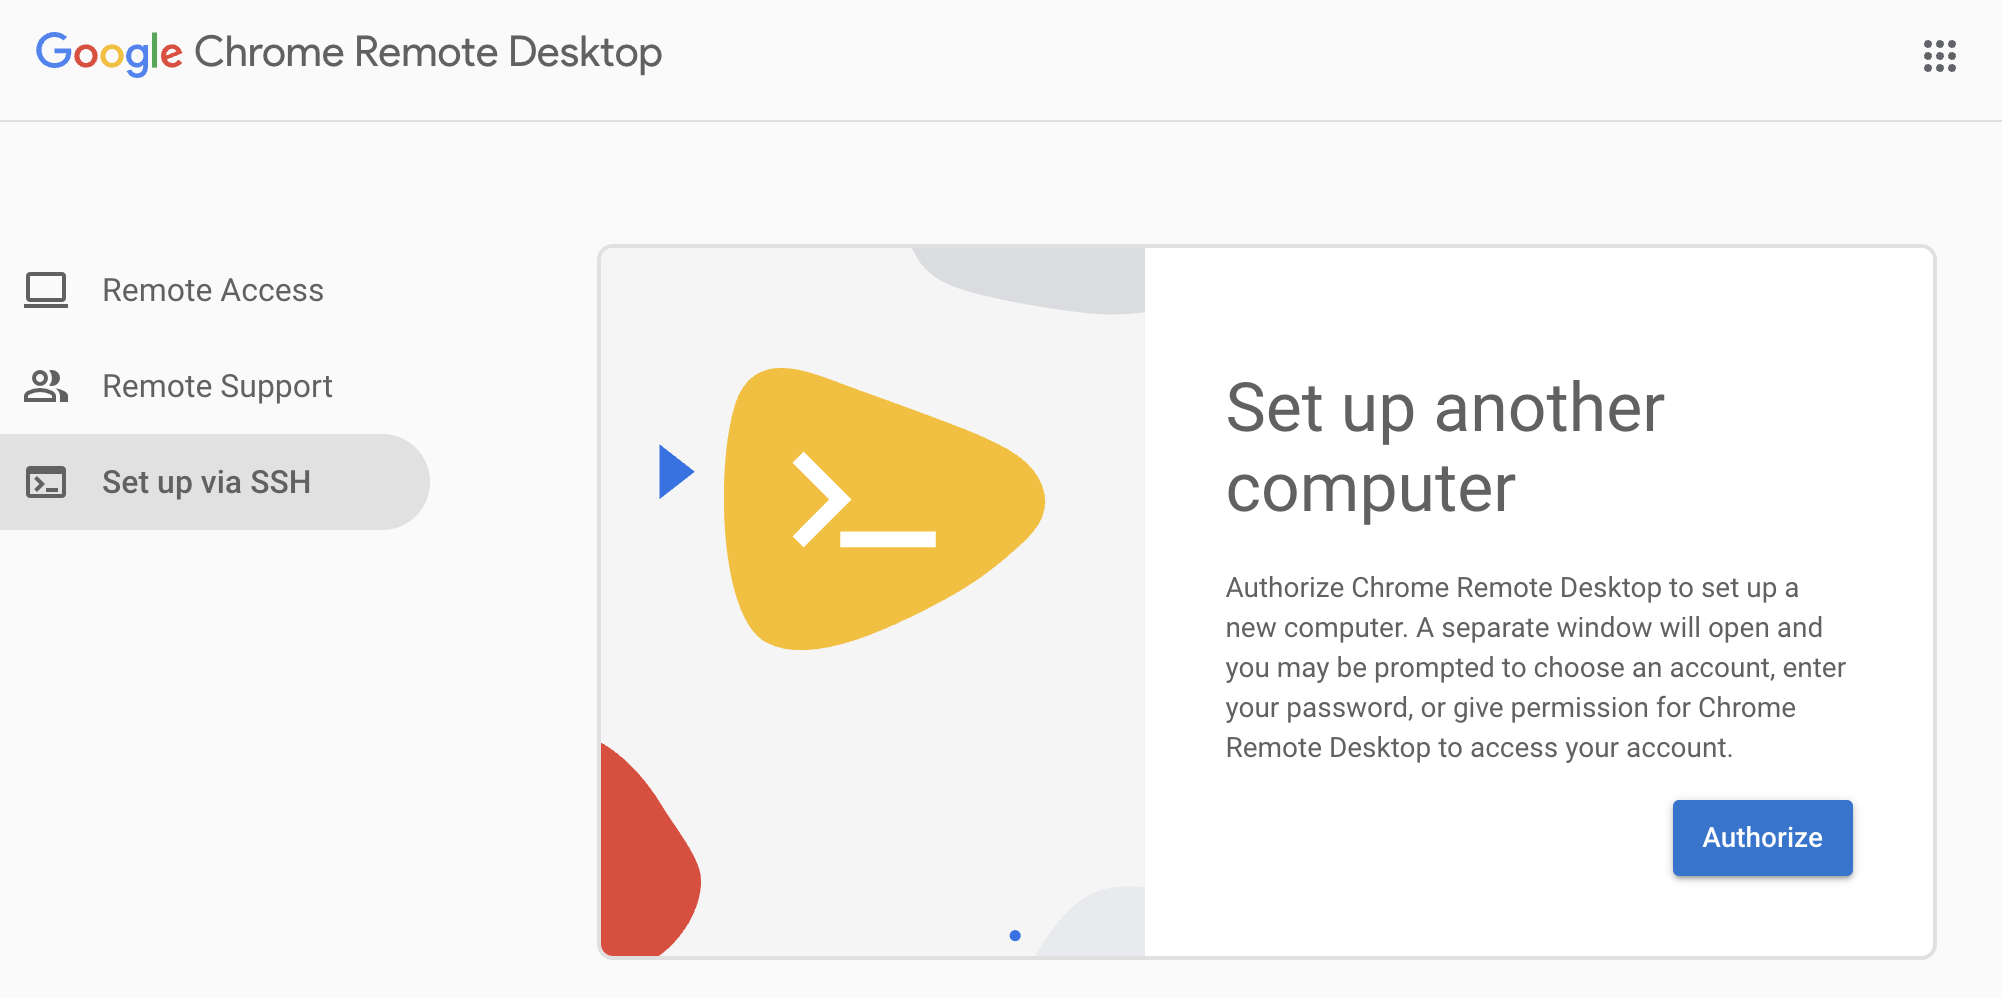 Google Chrome Remote Desktop
Remote Access
Remote Support
Set up via SSH
>_
Set up another
computer
Authorize Chrome Remote Desktop to set up a
new computer. A separate window will open and
you may be prompted to choose an account, enter
your password, or give permission for Chrome
Remote Desktop to access your account.
Authorize